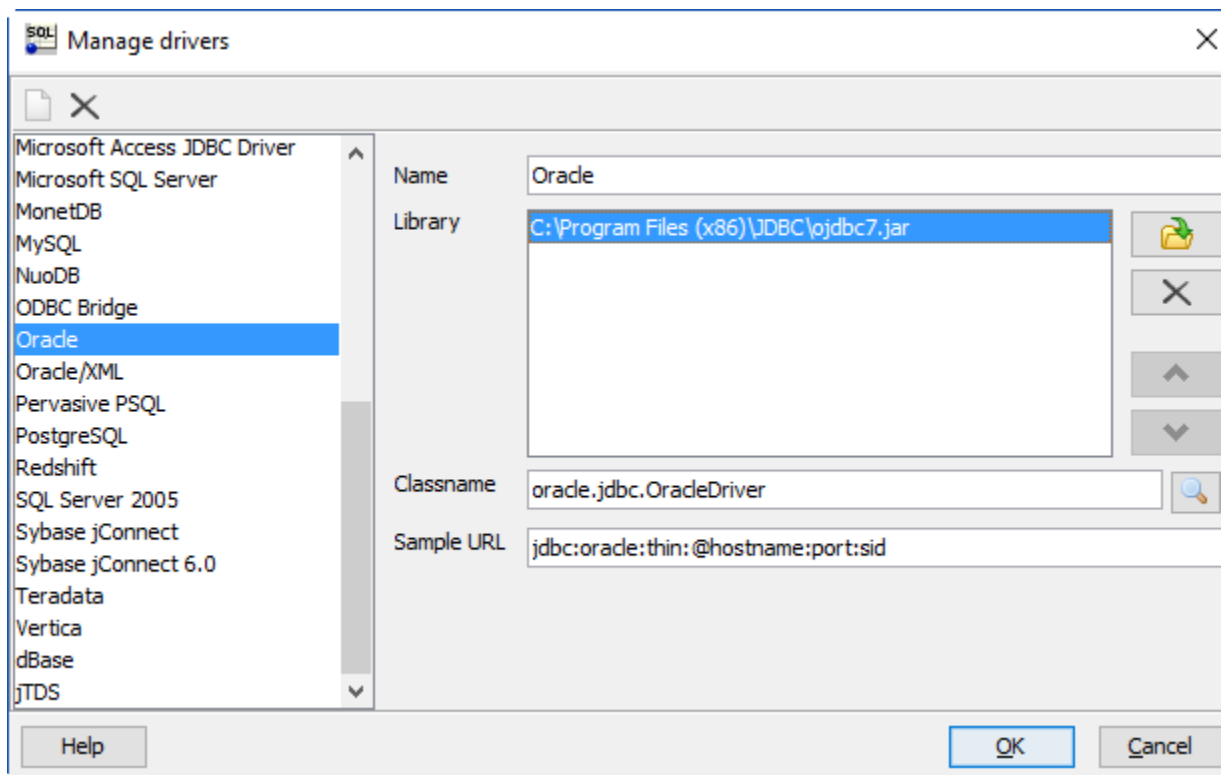 SQL Manage drivers
Microsoft Access JDBC Driver
Microsoft SQL Server
MonetDB
MySQL
NuoDB
ODBC Bridge
Oracle
Oracle/XML
Pervasive PSQL
PostgreSQL
Redshift
SQL Server 2005
Sybase jConnect
Sybase jConnect 6.0
Teradata
Vertica
dBase
jTDS
Name Oracle
Library C:\Program Files (x86)\JDBC\ojdbc7.jar
Classname oracle.jdbc.OracleDriver
Sample URL jdbc:oracle:thin:@hostname:port:sid
Help OK Cancel